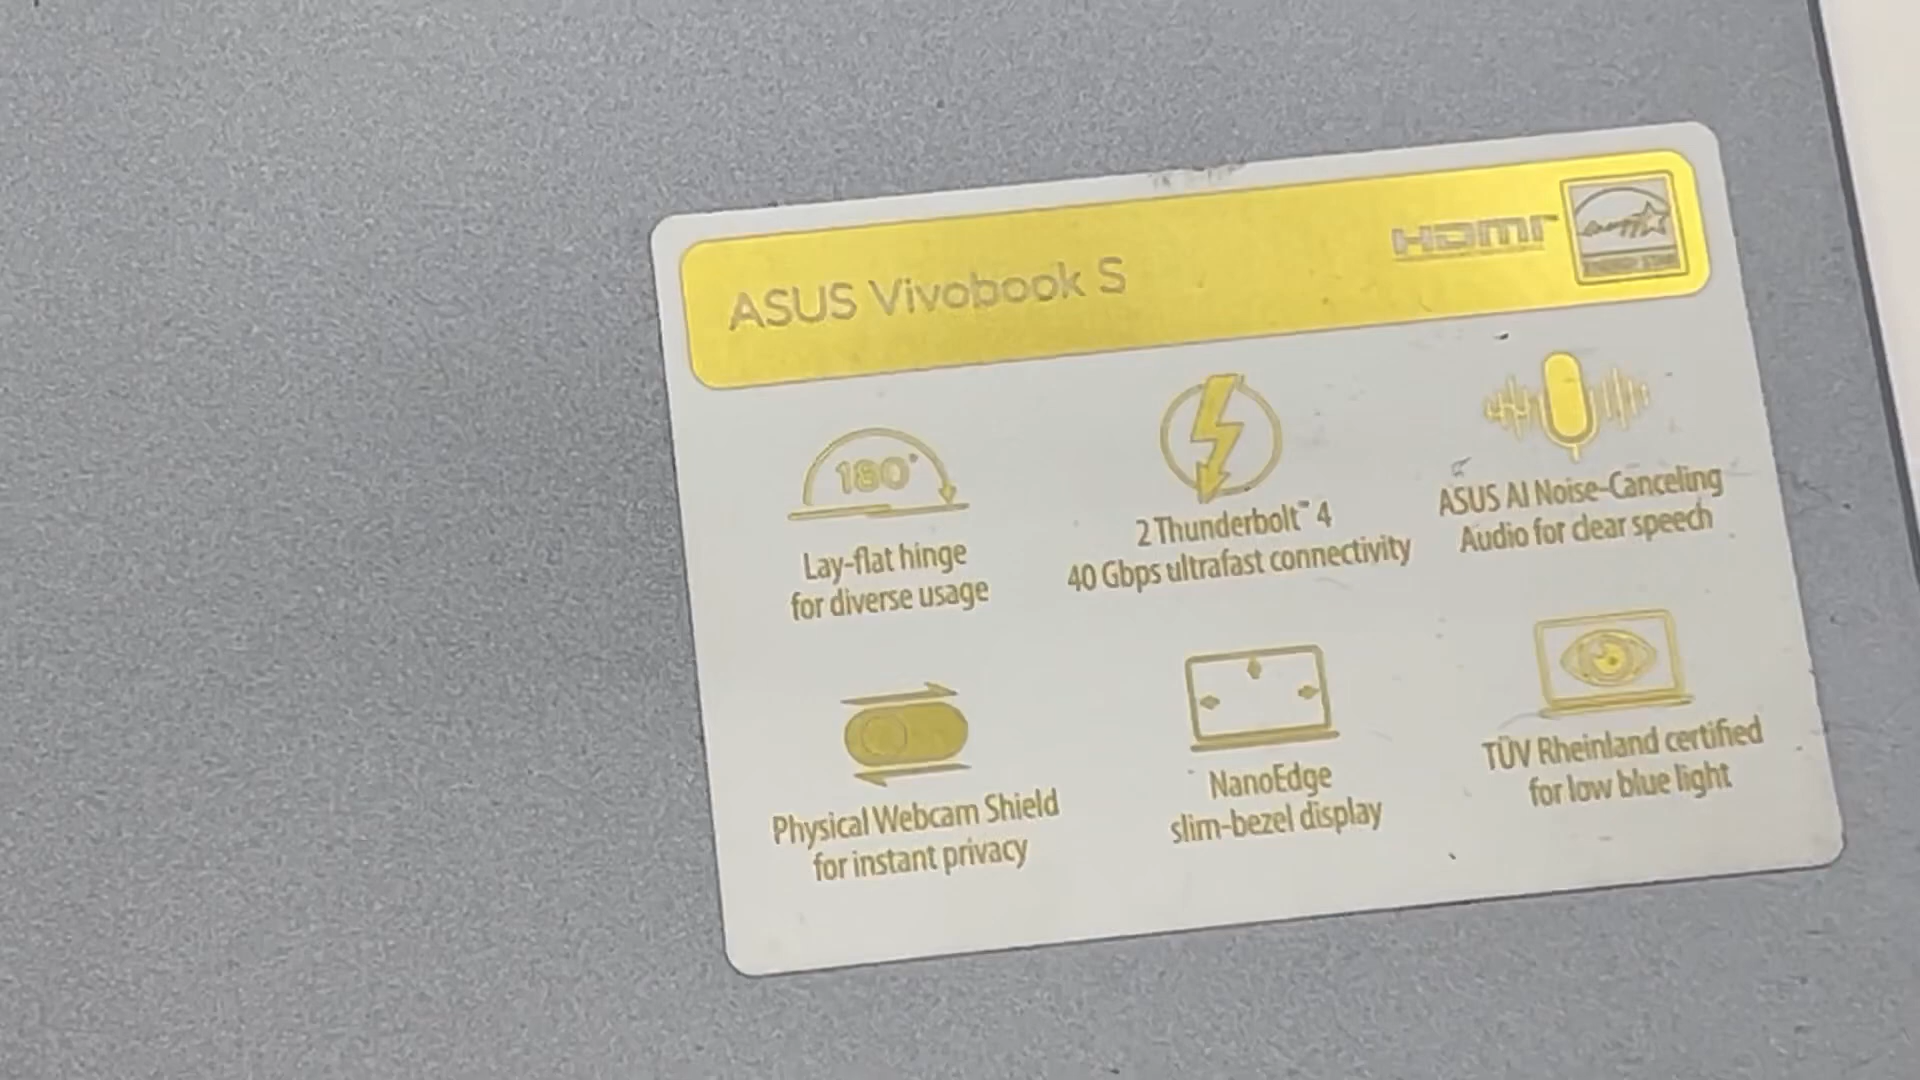 ASUS Vivobook S
HDMI
180°
Lay-flat hinge
for diverse usage
2 Thunderbolt™ 4
40 Gbps ultrafast connectivity
ASUS AI Noise-Canceling
Audio for clear speech
Physical Webcam Shield
for instant privacy
NanoEdge
slim-bezel display
TÜV Rheinland certified
for low blue light